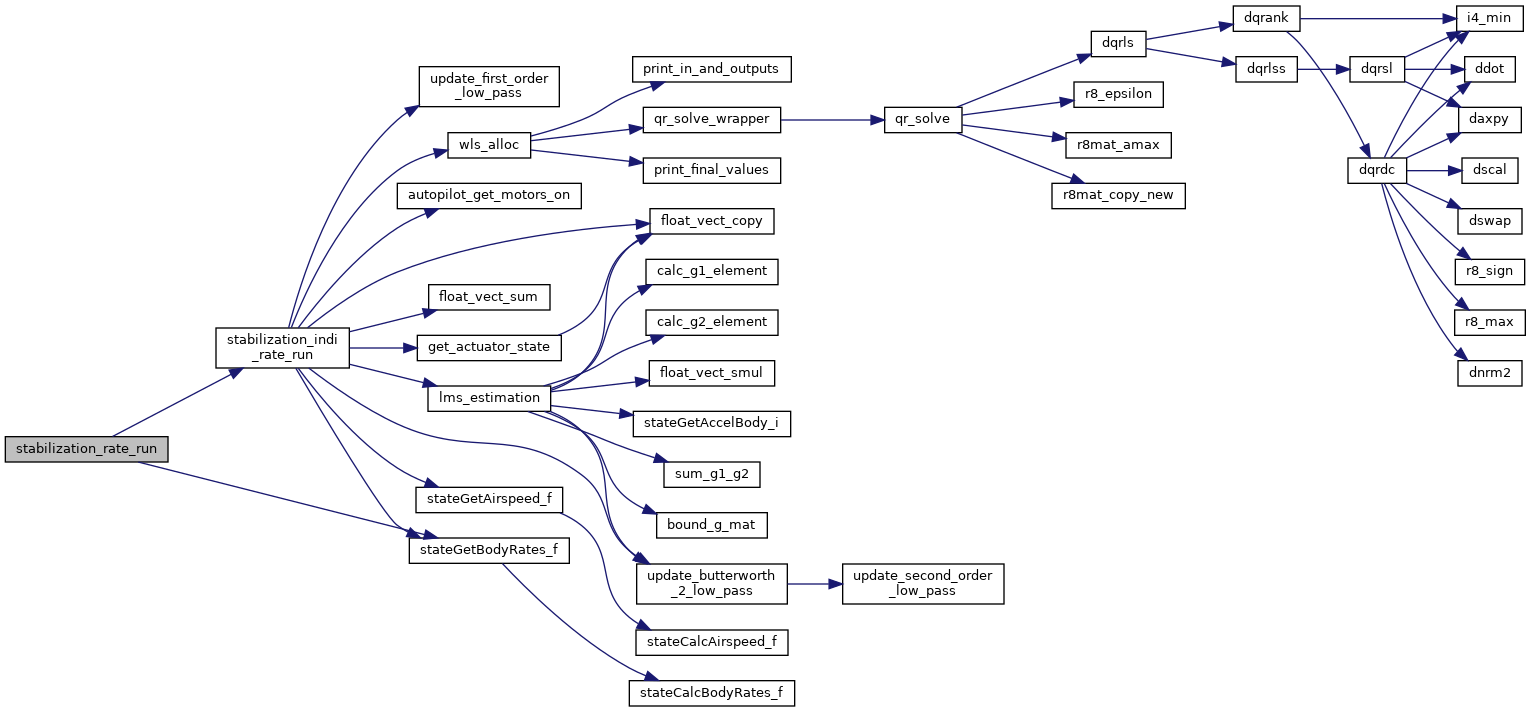 stabilization_rate_run
stabilization_indi
_rate_run
update_first_order
_low_pass
wls_alloc
autopilot_get_motors_on
float_vect_sum
get_actuator_state
lms_estimation
stateGetAirspeed_f
stateGetBodyRates_f
print_in_and_outputs
qr_solve_wrapper
print_final_values
float_vect_copy
calc_g1_element
calc_g2_element
float_vect_smul
stateGetAccelBody_i
sum_g1_g2
bound_g_mat
update_butterworth
_2_low_pass
stateCalcAirspeed_f
stateCalcBodyRates_f
qr_solve
update_second_order
_low_pass
dqrls
r8_epsilon
r8mat_amax
r8mat_copy_new
dqrank
dqrlss
dqrsl
dqrdc
i4_min
ddot
daxpy
dscal
dswap
r8_sign
r8_max
dnrm2